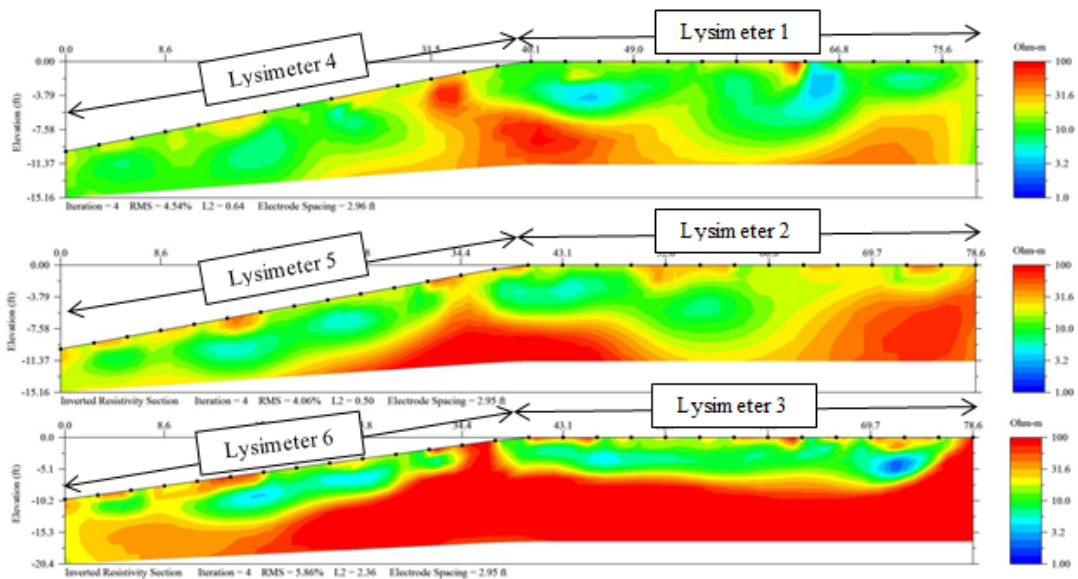 Lysimeter 1
0.0 8.6 31.5 40.1 49.0 66.8 75.6
Lysimeter 4
Elevation (ft)
0.00
-3.79
-7.58
-11.37
-15.16
Ohm-m
100
31.6
10.0
3.2
1.0
Iteration = 4 RMS = 4.54% L2 = 0.64 Electrode Spacing = 2.96 ft
Lysimeter 2
0.0 8.6 34.4 43.1 69.7 78.6
Lysimeter 5
Elevation (ft)
0.00
-3.79
-7.58
-11.37
-15.16
Ohm-m
100
31.6
10.0
3.2
1.00
Inverted Resistivity Section Iteration = 4 RMS = 4.06% L2 = 0.50 Electrode Spacing = 2.95 ft
Lysimeter 3
0.0 8.6 34.4 43.1 69.7 78.6
Lysimeter 6
Elevation (ft)
0.0
-5.1
-10.2
-15.3
-20.4
Ohm-m
100
31.6
10.0
3.2
1.00
Inverted Resistivity Section Iteration = 4 RMS = 5.86% L2 = 2.36 Electrode Spacing = 2.95 ft